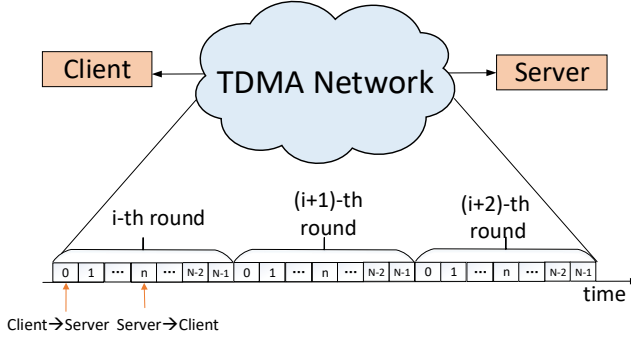 Client
TDMA Network
Server
i-th round
(i+1)-th
round
(i+2)-th
round
0 1 ... n ... N-2 N-1 0 1 ... n ... N-2 N-1 0 1 ... n ... N-2 N-1
time
Client→Server Server→Client